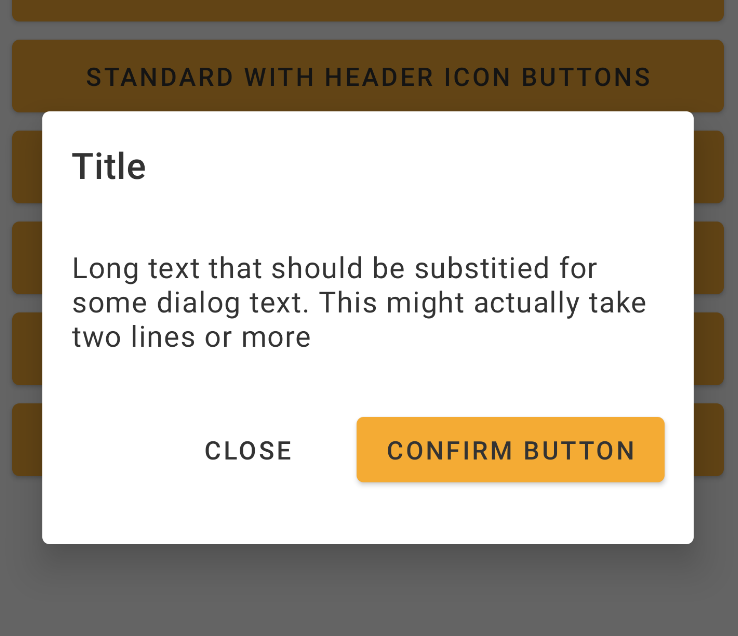 STANDARD WITH HEADER ICON BUTTONS
Title
Long text that should be substitied for
some dialog text. This might actually take
two lines or more
CLOSE
CONFIRM BUTTON